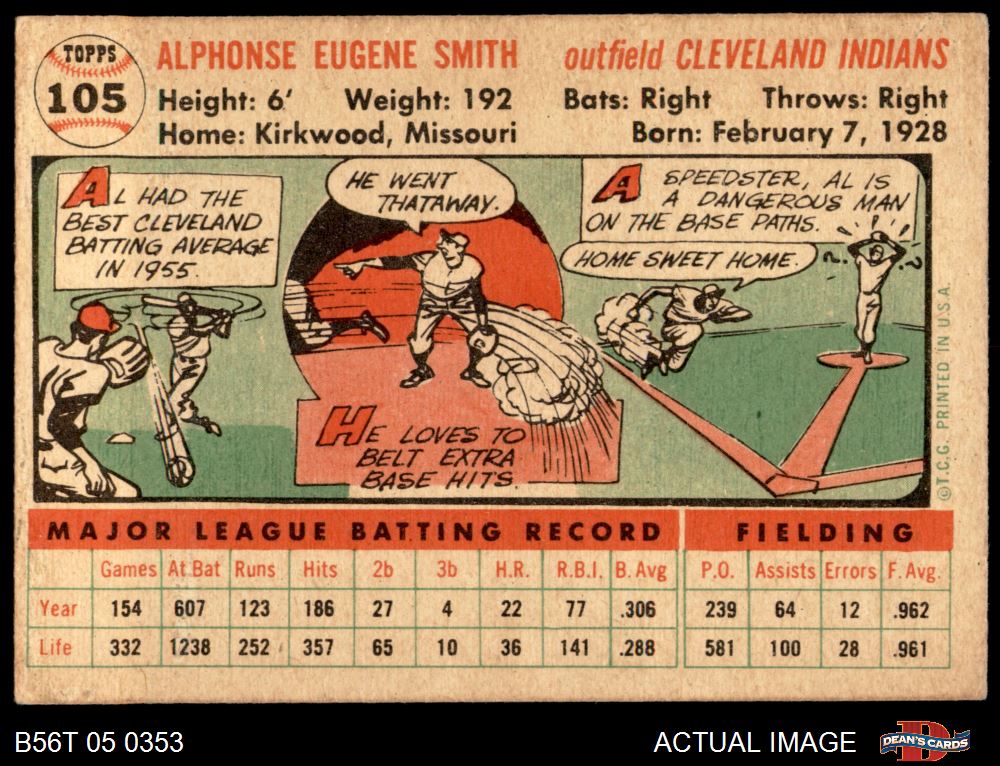 TOPPS
105
ALPHONSE EUGENE SMITH
outfield CLEVELAND INDIANS
Height: 6' Weight: 192 Bats: Right Throws: Right
Home: Kirkwood, Missouri Born: February 7, 1928
AL HAD THE
BEST CLEVELAND
BATTING AVERAGE
IN 1955.
HE WENT
THATAWAY.
HE LOVES TO
BELT EXTRA
BASE HITS.
A SPEEDSTER, AL IS
A DANGEROUS MAN
ON THE BASE PATHS.
HOME SWEET HOME.
?. .?
©T.C.G. PRINTED IN U.S.A.
MAJOR LEAGUE BATTING RECORD FIELDING
Games At Bat Runs Hits 2b 3b H.R. R.B.I. B. Avg P.O. Assists Errors F. Avg.
Year 154 607 123 186 27 4 22 77 .306 239 64 12 .962
Life 332 1238 252 357 65 10 36 141 .288 581 100 28 .961
B56T 05 0353
ACTUAL IMAGE
D
DEAN'S CARDS